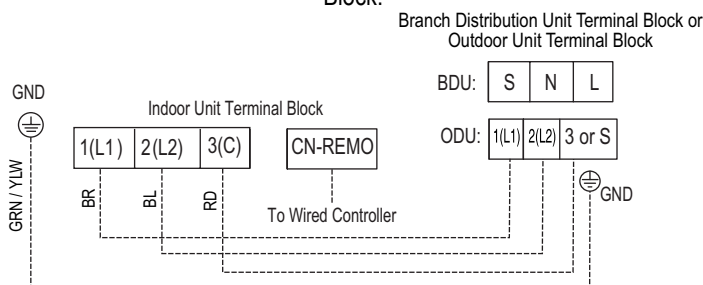 Block.
Branch Distribution Unit Terminal Block or
Outdoor Unit Terminal Block
BDU: S N L
GND
Indoor Unit Terminal Block
1(L1) 2(L2) 3(C) CN-REMO
ODU: 1(L1) 2(L2) 3 or S
GND
GRN / YLW
BR
BL
RD
To Wired Controller